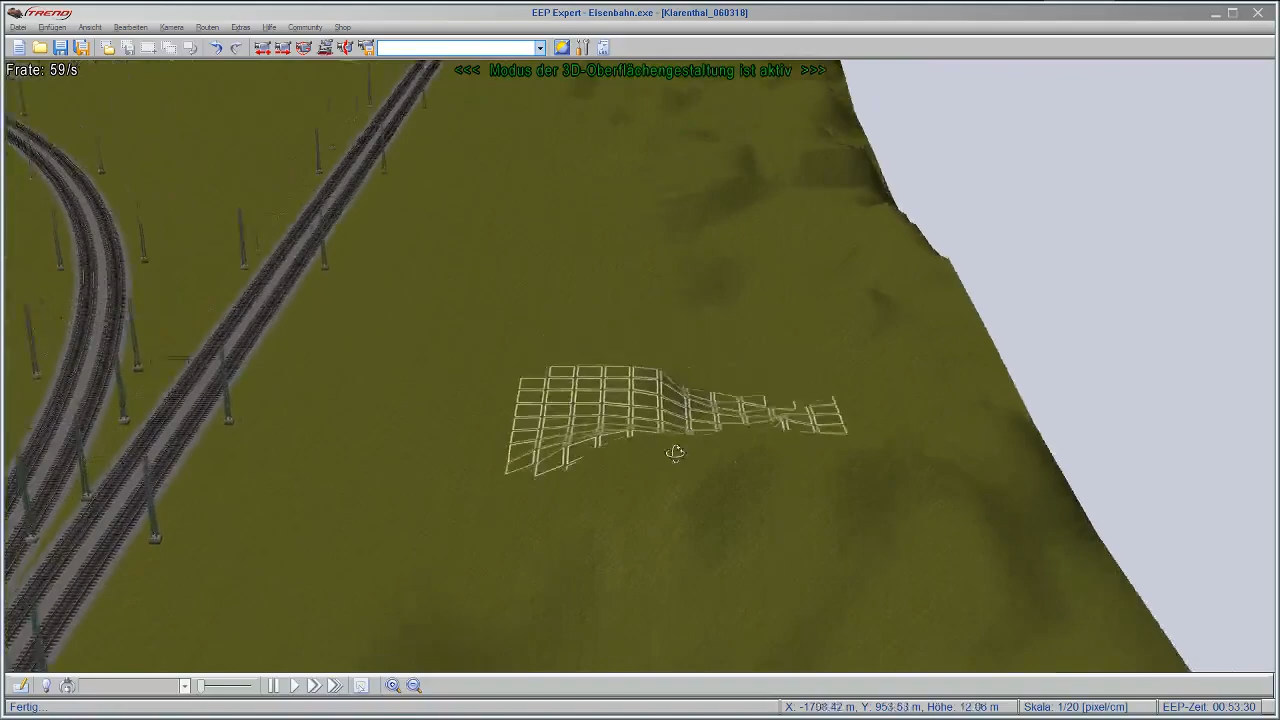 TREND
EEP Expert - Eisenbahn.exe - [Klarenthal_060318]
Datei Einfügen Ansicht Bearbeiten Kamera Routen Extras Hilfe Community Shop
Frate: 59/s
<<< Modus der 3D-Oberflächengestaltung ist aktiv >>>
Fertig...
X: -1708.42 m, Y: 953.53 m, Höhe: 12.06 m
Skala: 1/20 [pixel/cm]
EEP-Zeit: 00:53:30